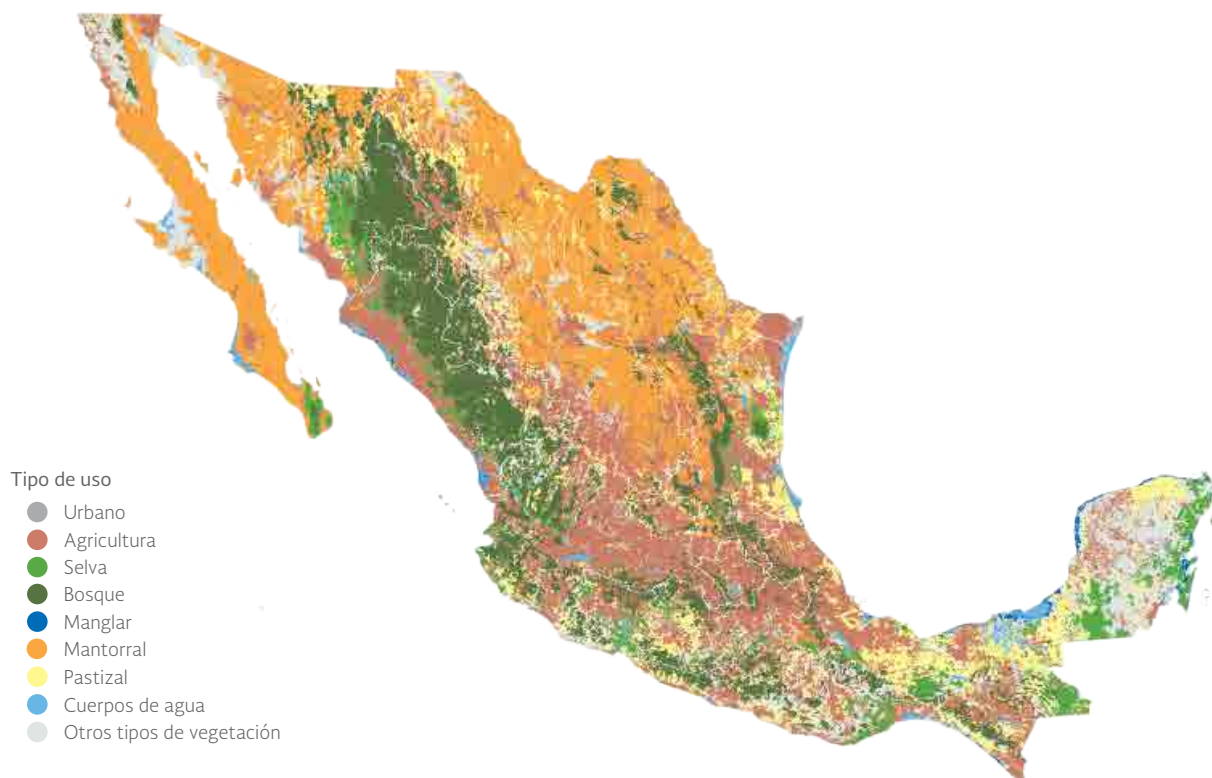 Tipo de uso
Urbano
Agricultura
Selva
Bosque
Manglar
Mantorral
Pastizal
Cuerpos de agua
Otros tipos de vegetación